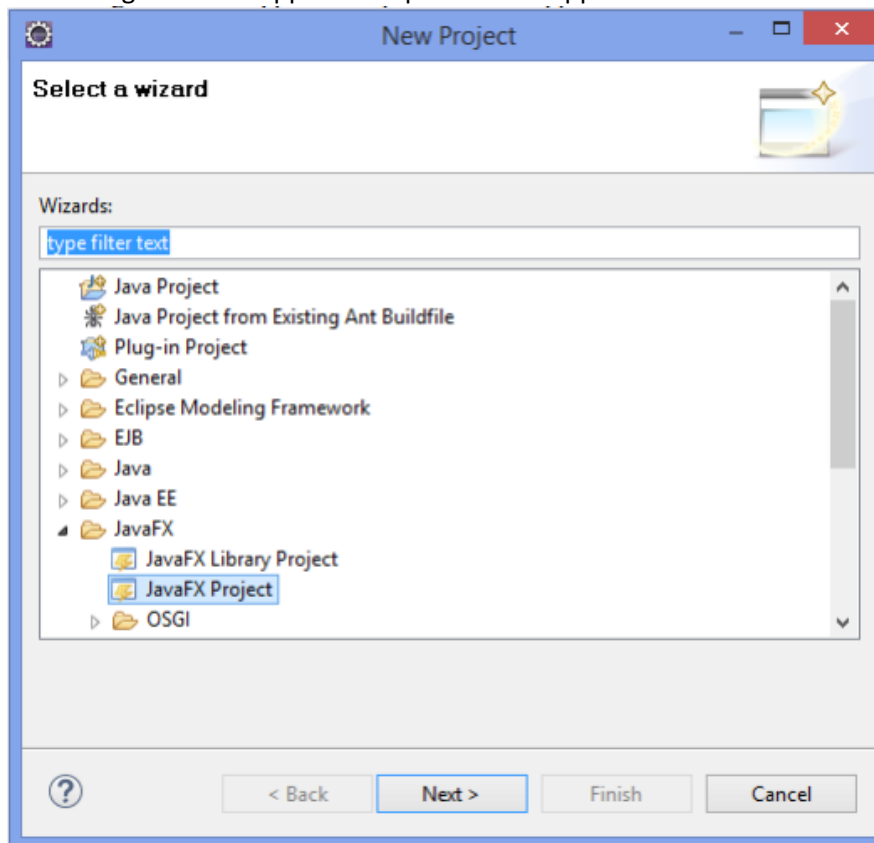 New Project
Select a wizard
Wizards:
type filter text
Java Project
Java Project from Existing Ant Buildfile
Plug-in Project
General
Eclipse Modeling Framework
EJB
Java
Java EE
JavaFX
JavaFX Library Project
JavaFX Project
OSGI
? < Back Next > Finish Cancel